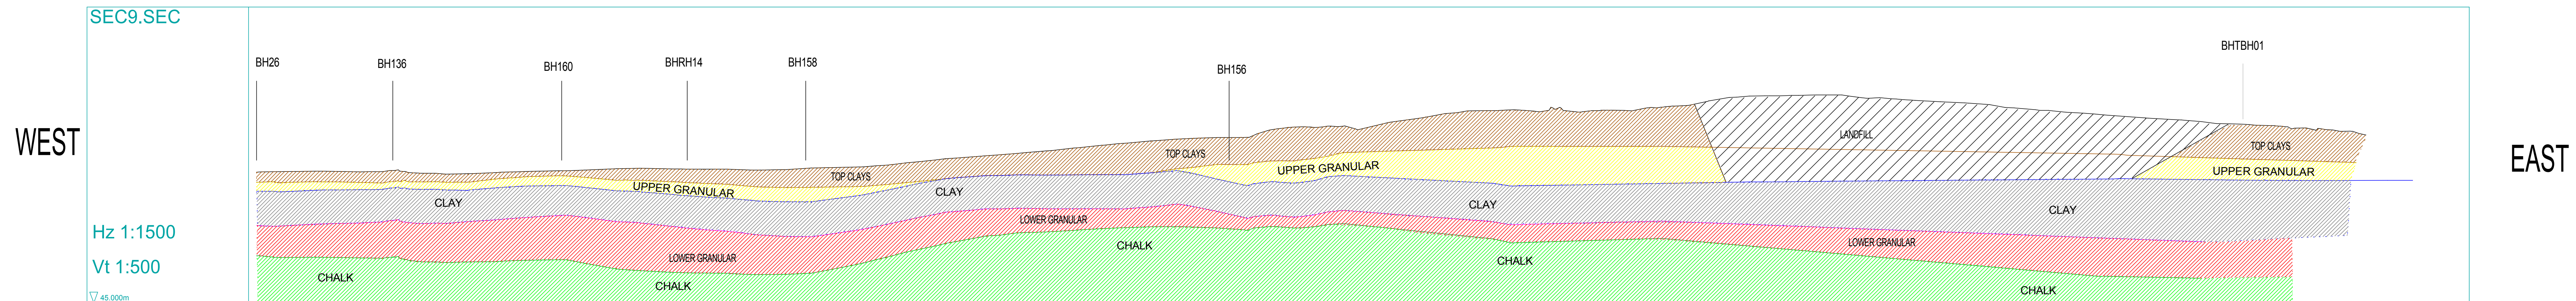 SEC9.SEC
BH26
BH136
BH160
BHRH14
BH158
BH156
BHTBH01
WEST
EAST
LANDFILL
TOP CLAYS
TOP CLAYS
TOP CLAYS
UPPER GRANULAR
UPPER GRANULAR
UPPER GRANULAR
CLAY
CLAY
CLAY
CLAY
LOWER GRANULAR
LOWER GRANULAR
LOWER GRANULAR
Hz 1:1500
Vt 1:500
CHALK
CHALK
CHALK
CHALK
CHALK
45.000m